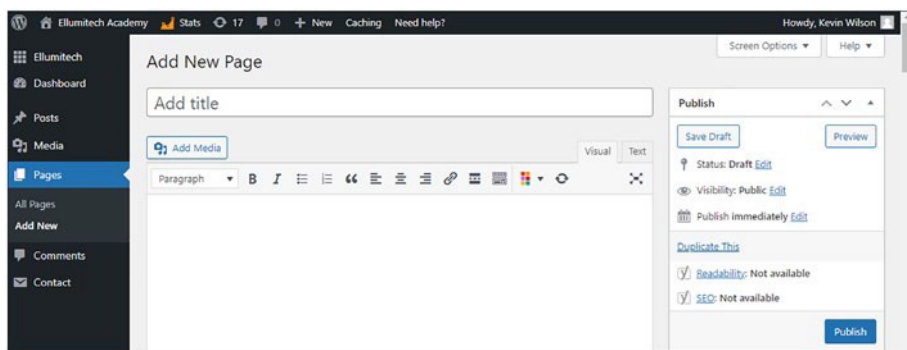 Ellumitech Academy Stats 17 0 + New Caching Need help? Howdy, Kevin Wilson
Screen Options ▼ Help ▼
Ellumitech
Dashboard
Posts
Media
Pages
All Pages
Add New
Comments
Contact
Add New Page
Add title
Add Media
Visual Text
Paragraph B I
Publish
Save Draft Preview
Status: Draft Edit
Visibility: Public Edit
Publish immediately Edit
Duplicate This
Readability: Not available
SEO: Not available
Publish